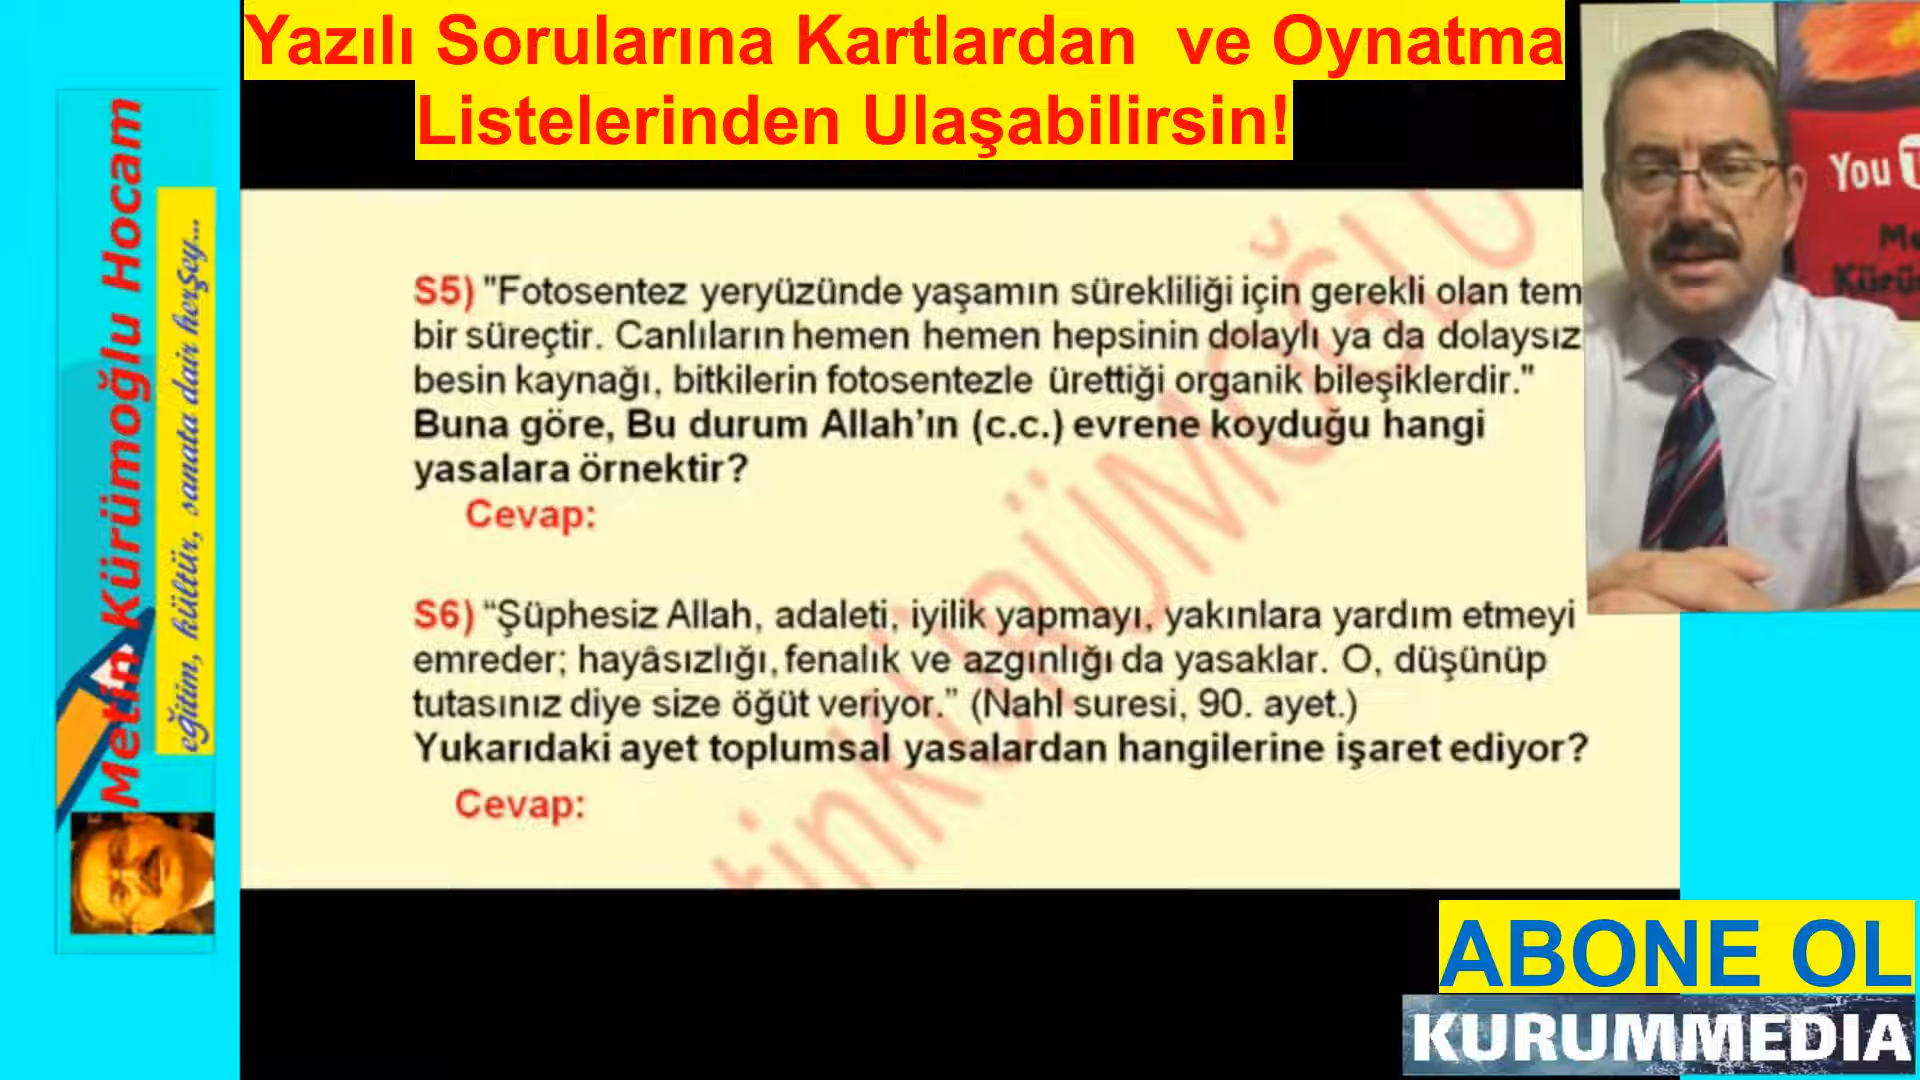 Yazılı Sorularına Kartlardan ve Oynatma
Listelerinden Ulaşabilirsin!
Metin Kürümoğlu Hocam
eğitim, kültür, sanata dair herşey...
You
S5) "Fotosentez yeryüzünde yaşamın sürekliliği için gerekli olan tem
bir süreçtir. Canlıların hemen hemen hepsinin dolaylı ya da dolaysız
besin kaynağı, bitkilerin fotosentezle ürettiği organik bileşiklerdir."
Buna göre, Bu durum Allah’ın (c.c.) evrene koyduğu hangi
yasalara örnektir?
Cevap:
S6) “Şüphesiz Allah, adaleti, iyilik yapmayı, yakınlara yardım etmeyi
emreder; hayâsızlığı, fenalık ve azgınlığı da yasaklar. O, düşünüp
tutasınız diye size öğüt veriyor.” (Nahl suresi, 90. ayet.)
Yukarıdaki ayet toplumsal yasalardan hangilerine işaret ediyor?
Cevap:
tinKÜRÜMOĞLU
ABONE OL
KURUMMEDIA